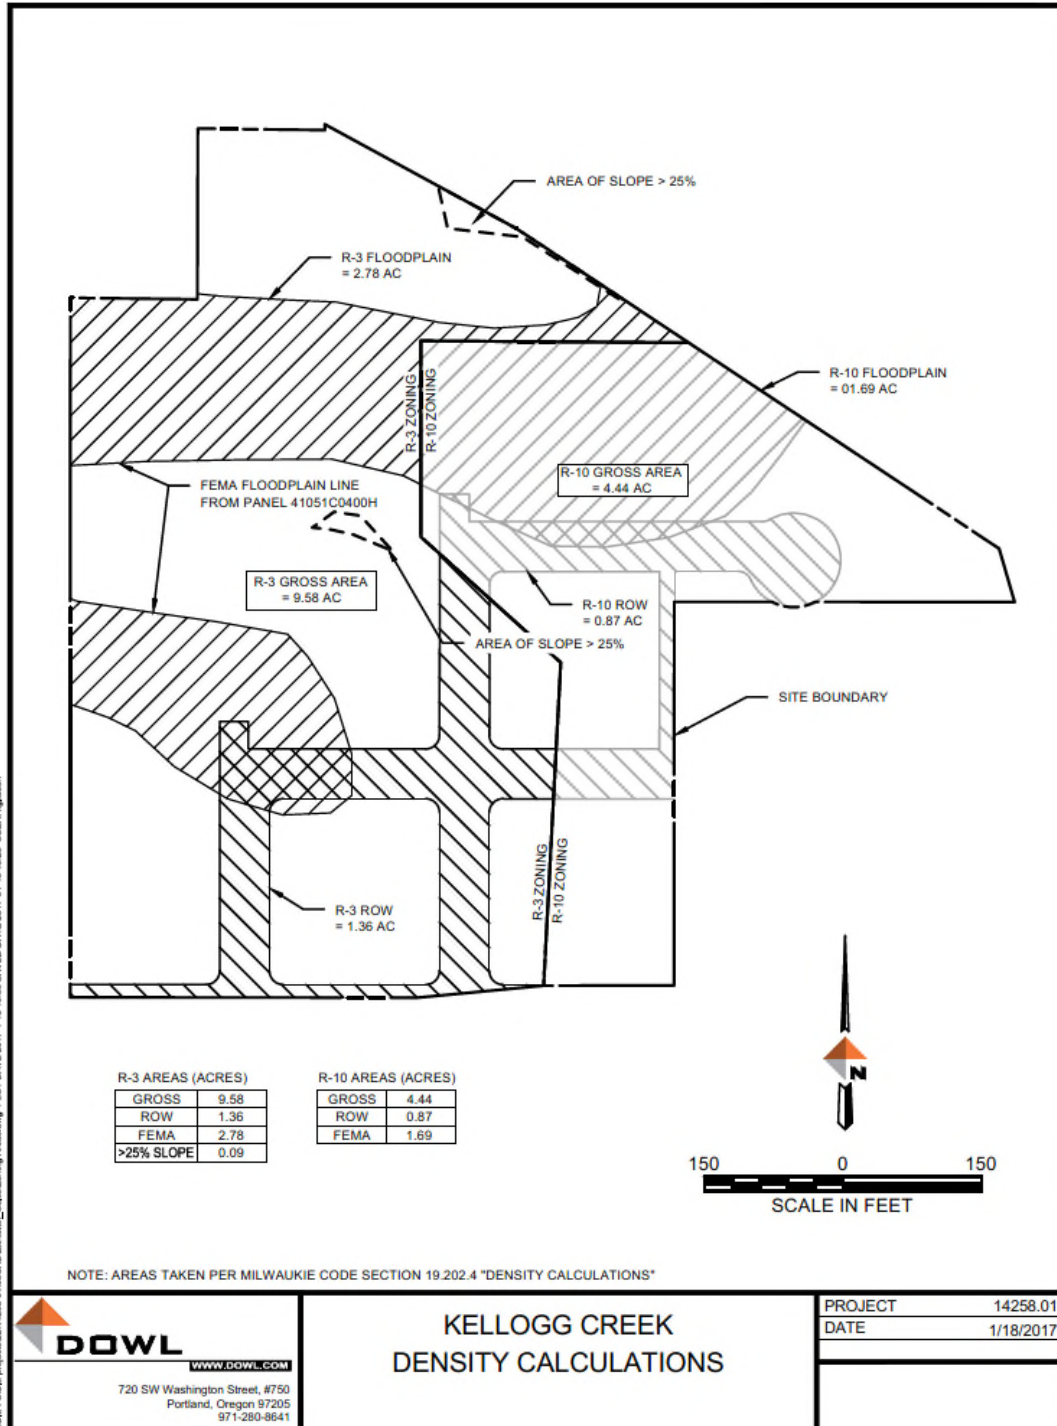 AREA OF SLOPE > 25%
R-3 FLOODPLAIN
= 2.78 AC
R-10 FLOODPLAIN
= 01.69 AC
R-3 ZONING
R-10 ZONING
R-10 GROSS AREA
= 4.44 AC
FEMA FLOODPLAIN LINE
FROM PANEL 41051C0400H
R-3 GROSS AREA
= 9.58 AC
R-10 ROW
= 0.87 AC
AREA OF SLOPE > 25%
SITE BOUNDARY
R-3 ZONING
R-10 ZONING
R-3 ROW
= 1.36 AC
N
R-3 AREAS (ACRES)
GROSS 9.58
ROW 1.36
FEMA 2.78
>25% SLOPE 0.09
R-10 AREAS (ACRES)
GROSS 4.44
ROW 0.87
FEMA 1.69
150 0 150
SCALE IN FEET
NOTE: AREAS TAKEN PER MILWAUKIE CODE SECTION 19.202.4 "DENSITY CALCULATIONS"
DOWL
WWW.DOWL.COM
720 SW Washington Street, #750
Portland, Oregon 97205
971-280-8641
KELLOGG CREEK
DENSITY CALCULATIONS
PROJECT 14258.01
DATE 1/18/2017